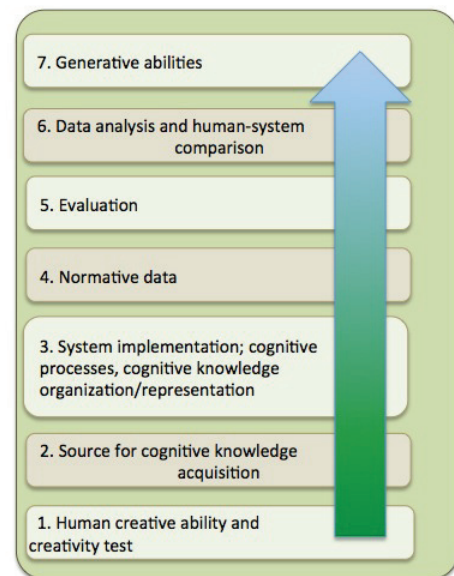 7. Generative abilities
6. Data analysis and human-system
comparison
5. Evaluation
4. Normative data
3. System implementation; cognitive
processes, cognitive knowledge
organization/representation
2. Source for cognitive knowledge
acquisition
1. Human creative ability and
creativity test